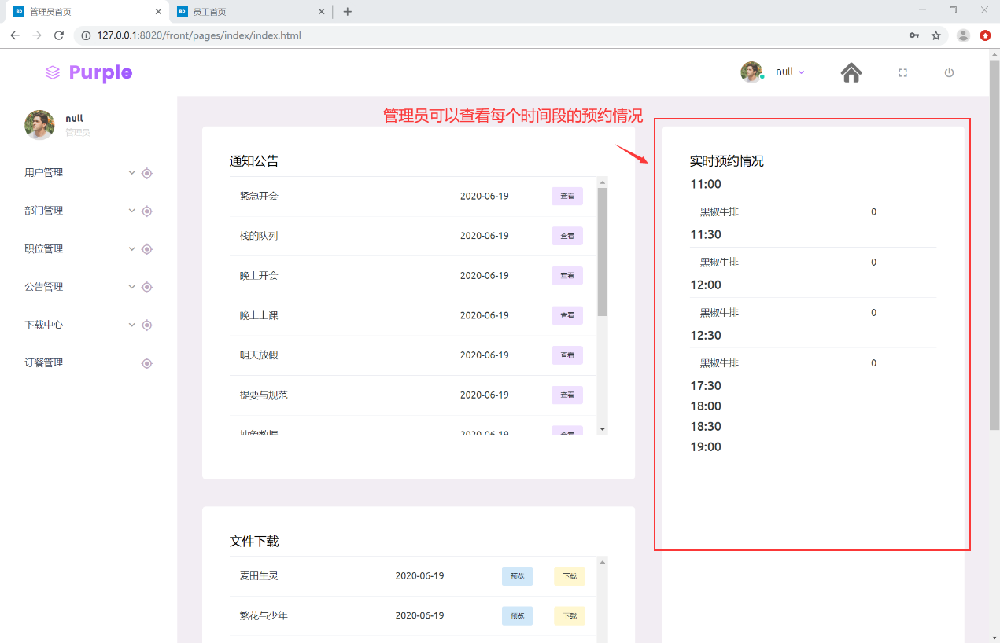 管理员首页
员工首页
127.0.0.1:8020/front/pages/index/index.html
Purple
null
null
管理员
用户管理
部门管理
职位管理
公告管理
下载中心
订餐管理
管理员可以查看每个时间段的预约情况
通知公告
紧急开会 2020-06-19 查看
栈的队列 2020-06-19 查看
晚上开会 2020-06-19 查看
晚上上课 2020-06-19 查看
明天放假 2020-06-19 查看
提要与规范 2020-06-19 查看
抽象数据 2020-06-19 查看
文件下载
麦田生灵 2020-06-19 预览 下载
繁花与少年 2020-06-19 预览 下载
实时预约情况
11:00
黑椒牛排 0
11:30
黑椒牛排 0
12:00
黑椒牛排 0
12:30
黑椒牛排 0
17:30
18:00
18:30
19:00